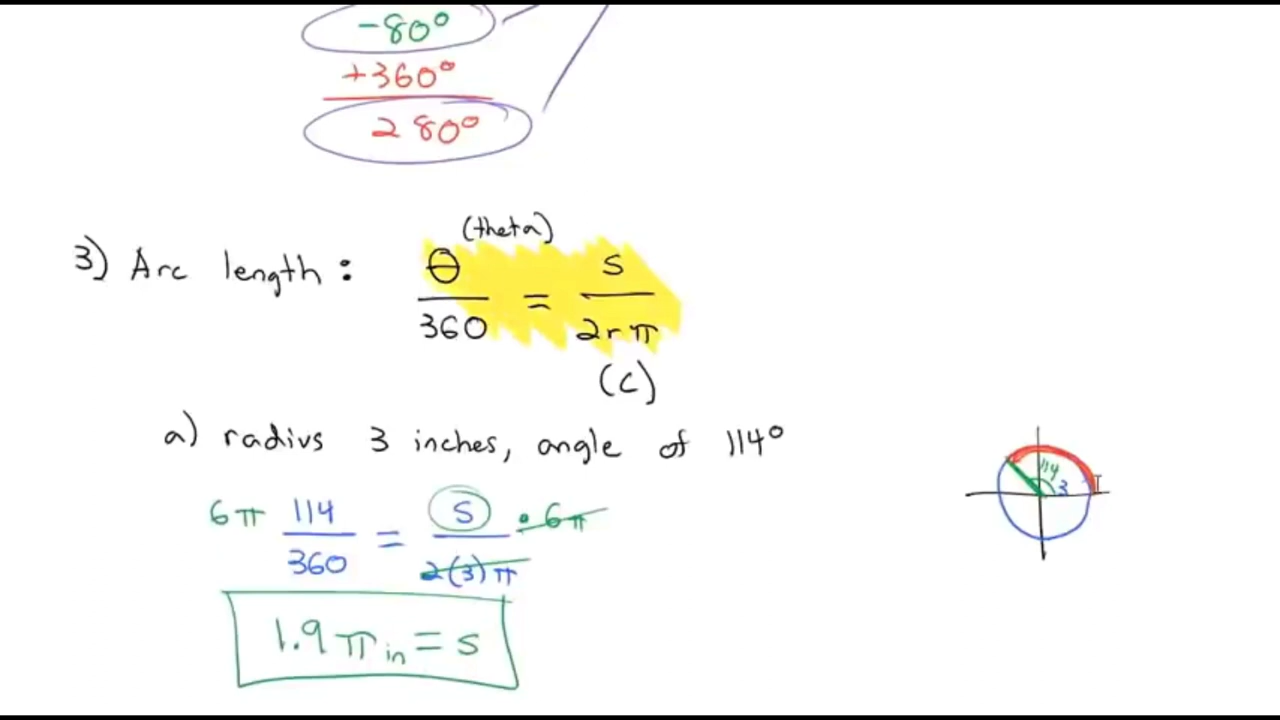 -80°
+360°
280°
(theta)
3) Arc length: θ/360 = s/2rπ
(C)
a) radius 3 inches, angle of 114°
6π 114/360 = s/2(3)π · 6π
1.9π in = s
114
3